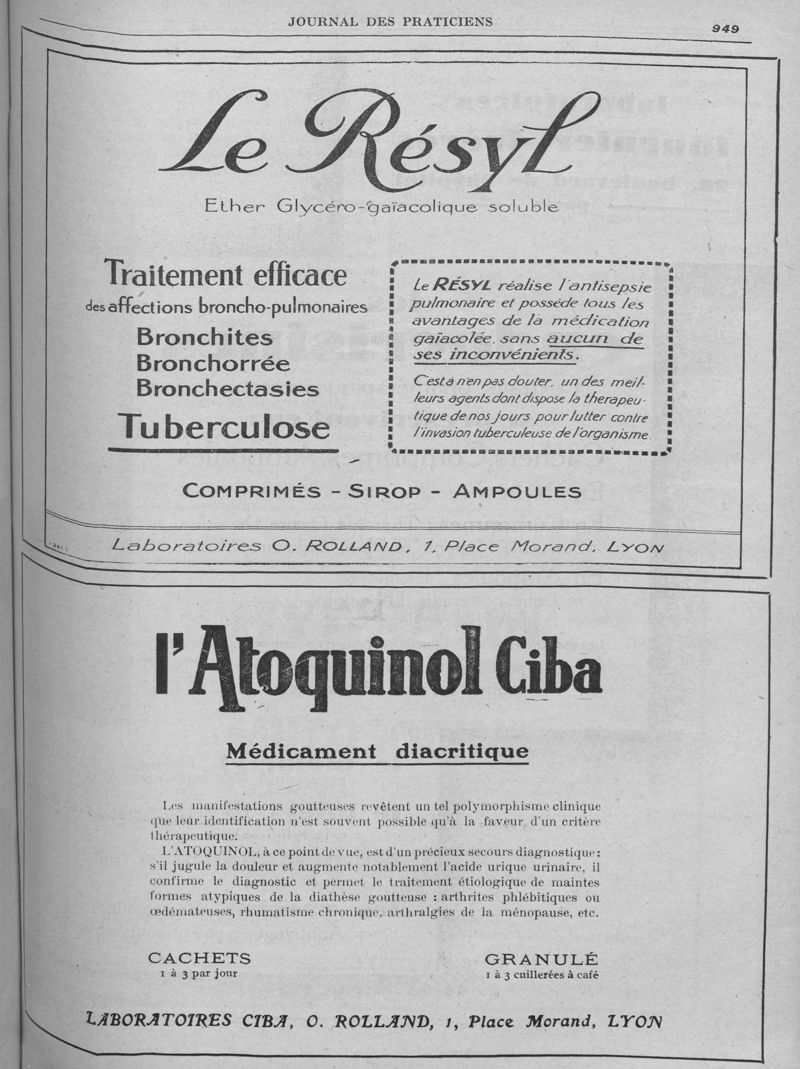 JOURNAL DES PRATICIENS
949
Le Résyl
Ether Glycéro-gaïacolique soluble
Traitement efficace
des affections broncho-pulmonaires
Bronchites
Bronchorrée
Bronchectasies
Tuberculose
Le RÉSYL réalise l'antisepsie
pulmonaire et possède tous les
avantages de la médication
gaïacolée, sans aucun de
ses inconvénients.
C'est à n'en pas douter, un des meil-
leurs agents dont dispose la thérapeu-
tique de nos jours pour lutter contre
l'invasion tuberculeuse de l'organisme
COMPRIMÉS - SIROP - AMPOULES
Laboratoires O. ROLLAND, 1, Place Morand, LYON
l'Atoquinol Ciba
Médicament diacritique
Les manifestations goutteuses revêtent un tel polymorphisme clinique
que leur identification n'est souvent possible qu'à la faveur d'un critère
thérapeutique.
L'ATOQUINOL, à ce point de vue, est d'un précieux secours diagnostique :
s'il jugule la douleur et augmente notablement l'acide urique urinaire, il
confirme le diagnostic et permet le traitement étiologique de maintes
formes atypiques de la diathèse goutteuse : arthrites phlébitiques ou
œdémateuses, rhumatisme chronique, arthralgies de la ménopause, etc.
CACHETS
1 à 3 par jour
GRANULÉ
1 à 3 cuillerées à café
LABORATOIRES CIBA, O. ROLLAND, 1, Place Morand, LYON